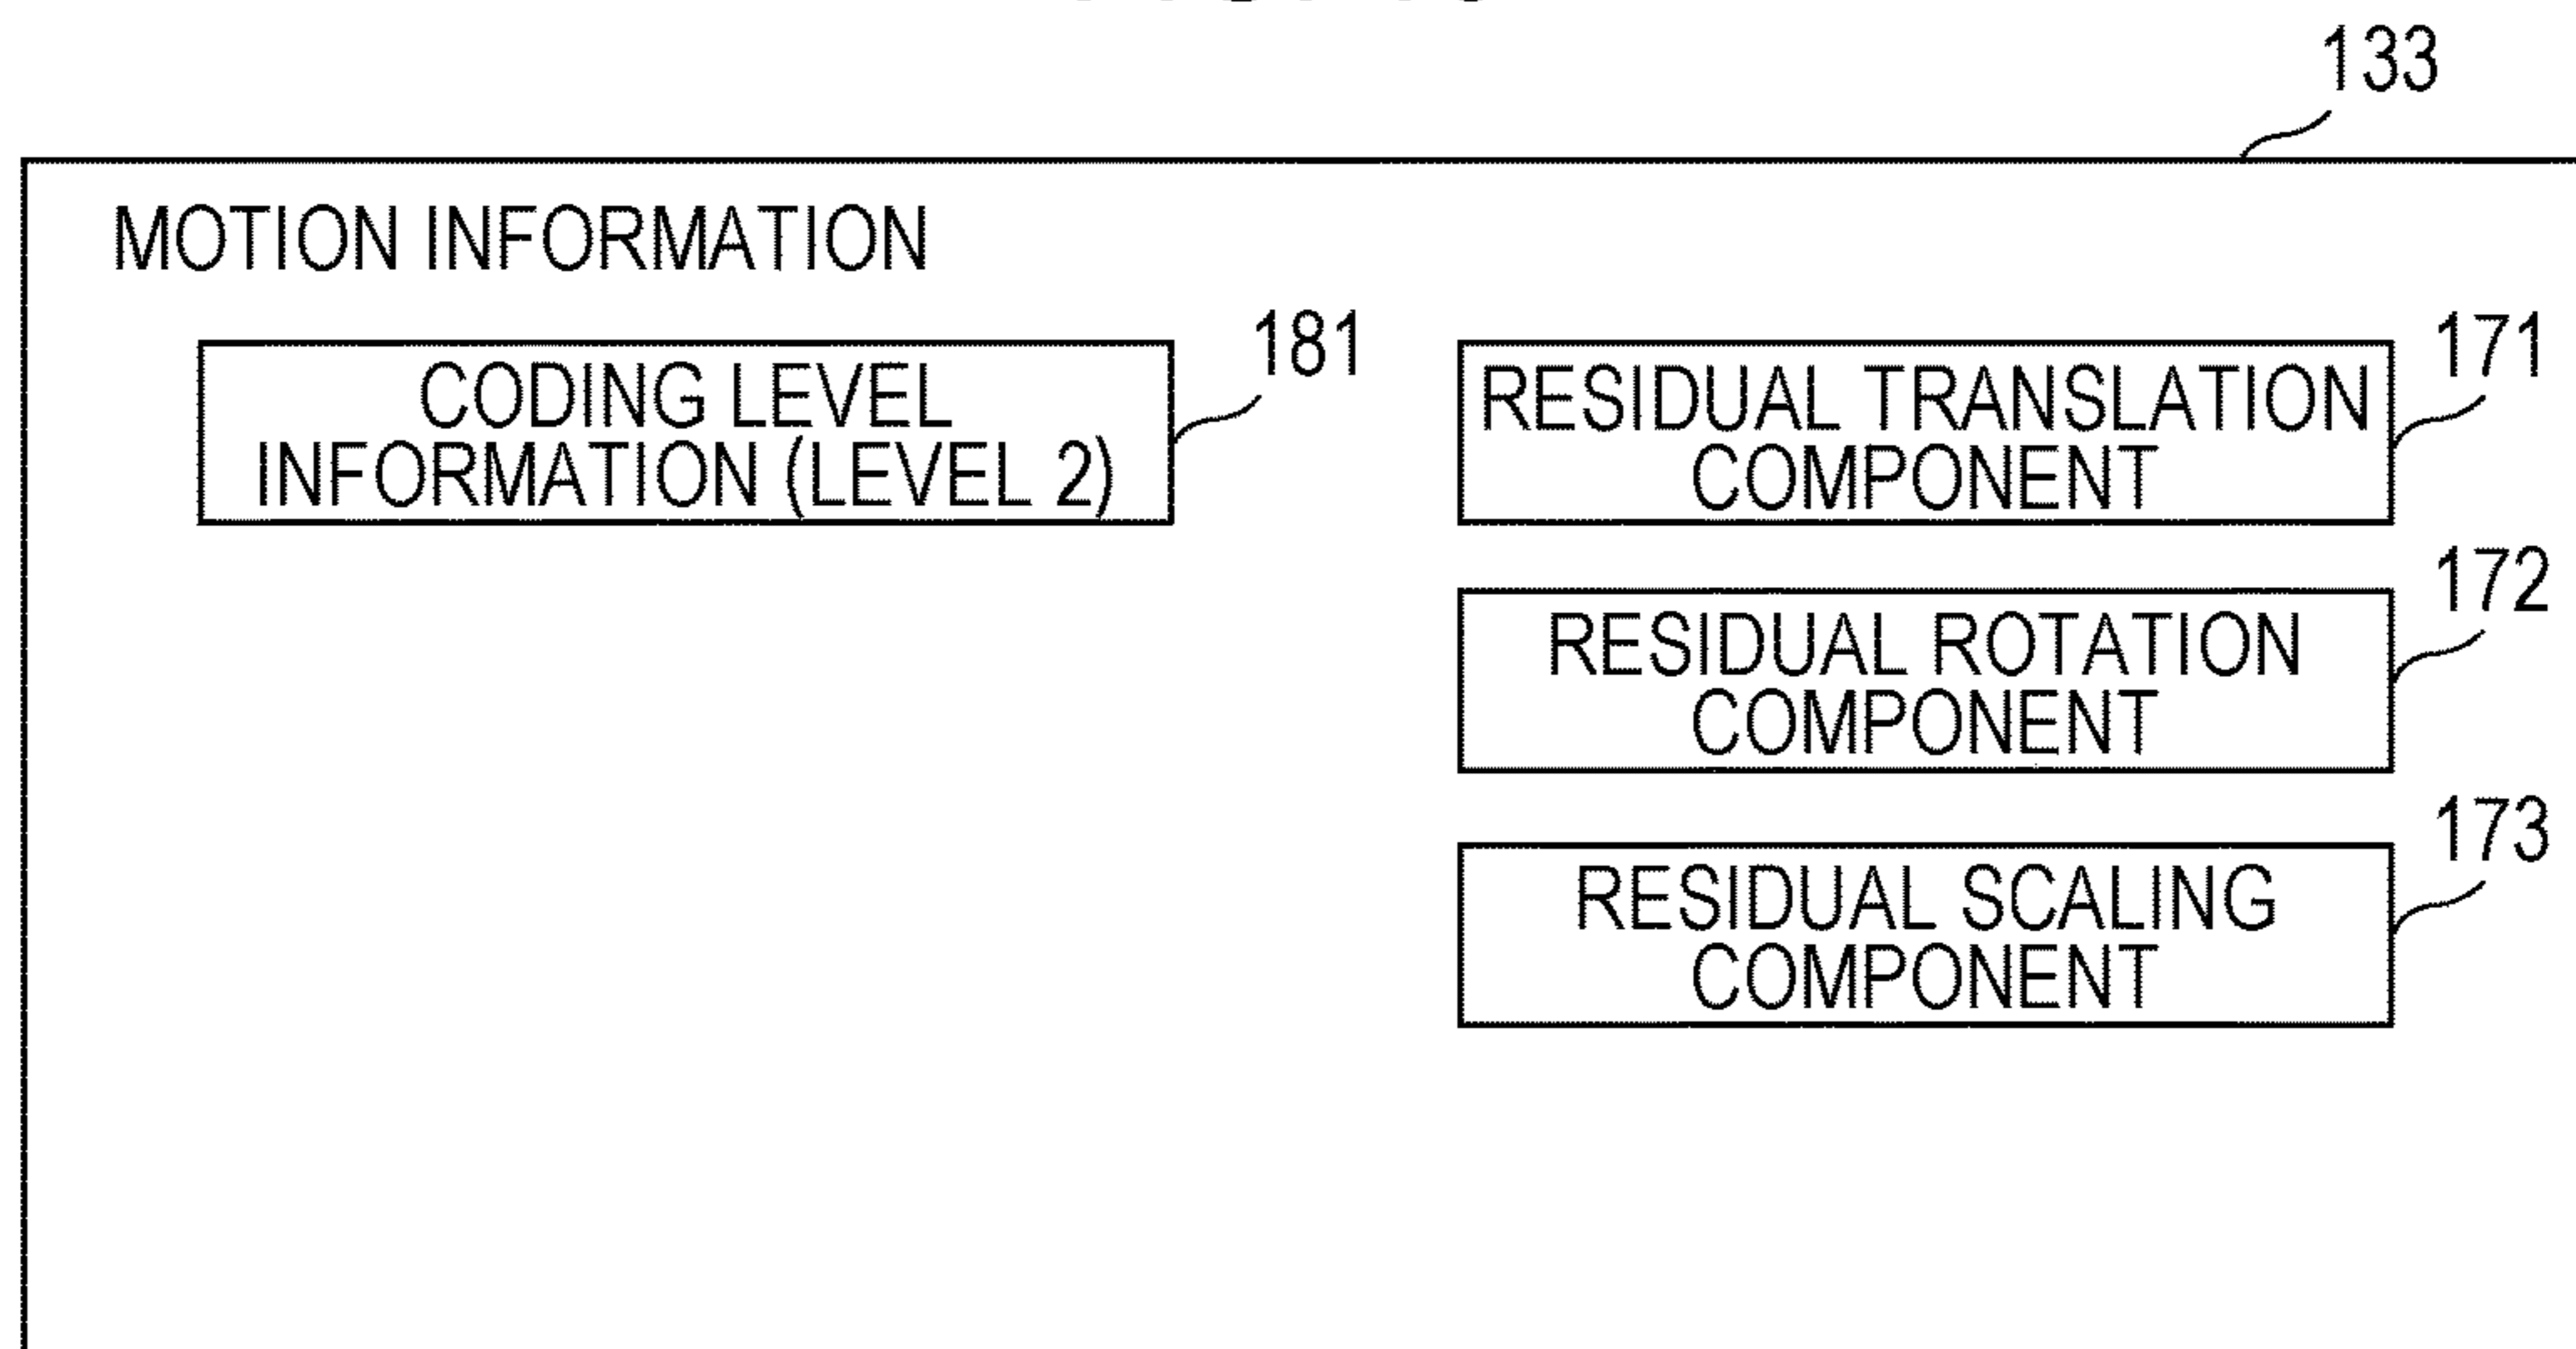 133
MOTION INFORMATION
CODING LEVEL
INFORMATION (LEVEL 2)
181
RESIDUAL TRANSLATION
COMPONENT
171
RESIDUAL ROTATION
COMPONENT
172
RESIDUAL SCALING
COMPONENT
173